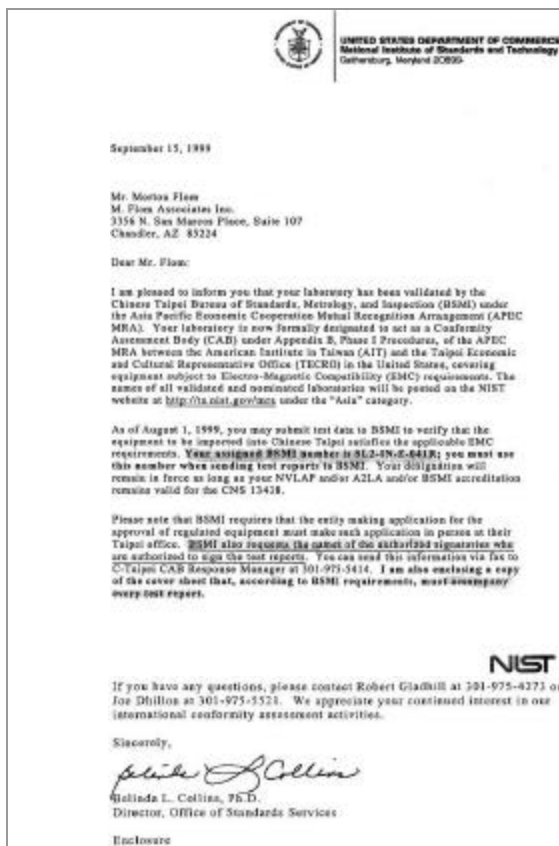 UNITED STATES DEPARTMENT OF COMMERCE
National Institute of Standards and Technology
Gaithersburg, Maryland 20899-
September 15, 1999
Mr. Morton Flom
M. Flom Associates Inc.
3356 N. San Marcos Place, Suite 107
Chandler, AZ 85224
Dear Mr. Flom:
I am pleased to inform you that your laboratory has been validated by the
Chinese Taipei Bureau of Standards, Metrology, and Inspection (BSMI) under
the Asia Pacific Economic Cooperation Mutual Recognition Arrangement (APEC
MRA). Your laboratory is now formally designated to act as a Conformity
Assessment Body (CAB) under Appendix B, Phase I Procedures, of the APEC
MRA between the American Institute in Taiwan (AIT) and the Taipei Economic
and Cultural Representative Office (TECRO) in the United States, covering
equipment subject to Electro-Magnetic Compatibility (EMC) requirements. The
names of all validated and nominated laboratories will be posted on the NIST
website at http://ts.nist.gov/mra under the "Asia" category.
As of August 1, 1999, you may submit test data to BSMI to verify that the
equipment to be imported into Chinese Taipei satisfies the applicable EMC
requirements. Your assigned BSMI number is SL2-IN-E-041R; you must use
this number when sending test reports to BSMI. Your designation will
remain in force as long as your NVLAP and/or A2LA and/or BSMI accreditation
remains valid for the CNS 13438.
Please note that BSMI requires that the entity making application for the
approval of regulated equipment must make such application in person at their
Taipei office. BSMI also requests the names of the authorized signatories who
are authorized to sign the test reports. You can send this information via fax to
C-Taipei CAB Response Manager at 301-975-5414. I am also enclosing a copy
of the cover sheet that, according to BSMI requirements, must accompany
every test report.
NIST
If you have any questions, please contact Robert Gladhill at 301-975-4273 or
Joe Dhillon at 301-975-5521. We appreciate your continued interest in our
international conformity assessment activities.
Sincerely,
Belinda L Collins
Belinda L. Collins, Ph.D.
Director, Office of Standards Services
Enclosure